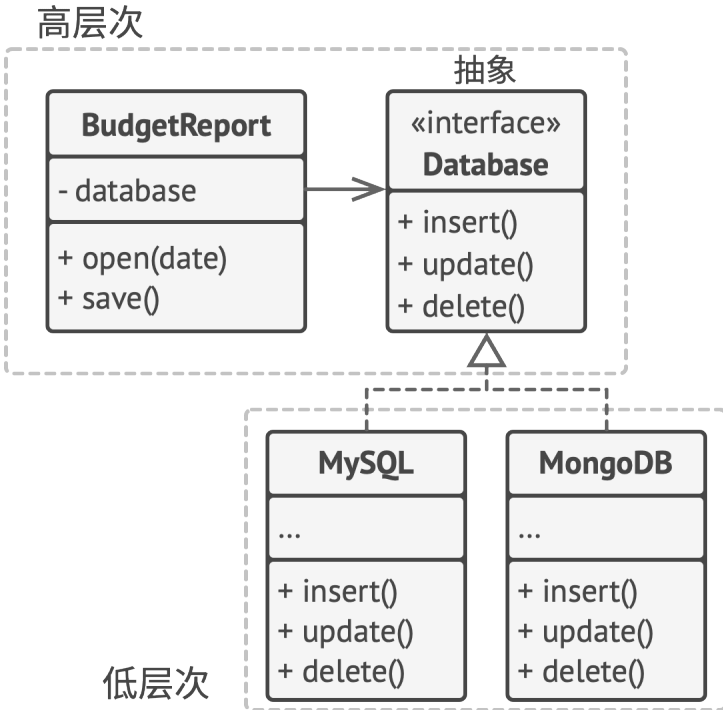 高层次
抽象
BudgetReport
- database
+ open(date)
+ save()
«interface»
Database
+ insert()
+ update()
+ delete()
MySQL
...
+ insert()
+ update()
+ delete()
MongoDB
...
+ insert()
+ update()
+ delete()
低层次